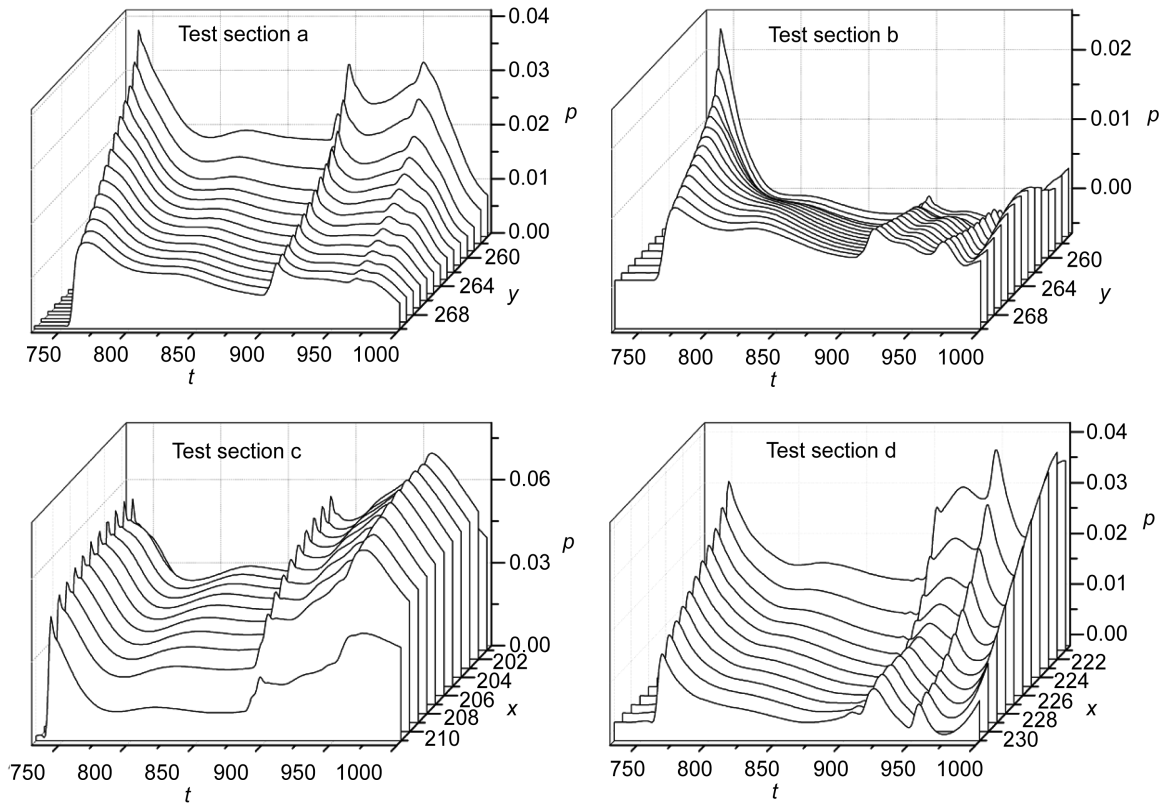 Test section a
0.04
0.03
0.02
0.01
0.00
p
260
264
268
y
750 800 850 900 950 1000
t
Test section b
0.02
0.01
0.00
p
260
264
268
y
750 800 850 900 950 1000
t
Test section c
0.06
0.03
0.00
p
202
204
206
208
210
x
750 800 850 900 950 1000
t
Test section d
0.04
0.03
0.02
0.01
0.00
p
222
224
226
228
230
x
750 800 850 900 950 1000
t